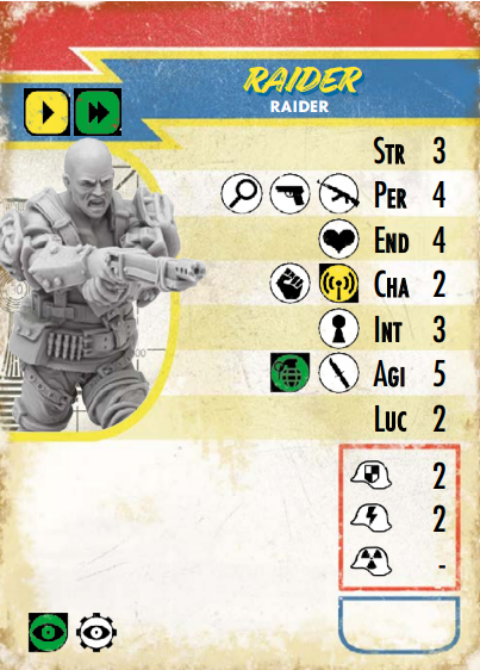 RAIDER
RAIDER
STR 3
PER 4
END 4
CHA 2
INT 3
AGI 5
LUC 2
2
2
-